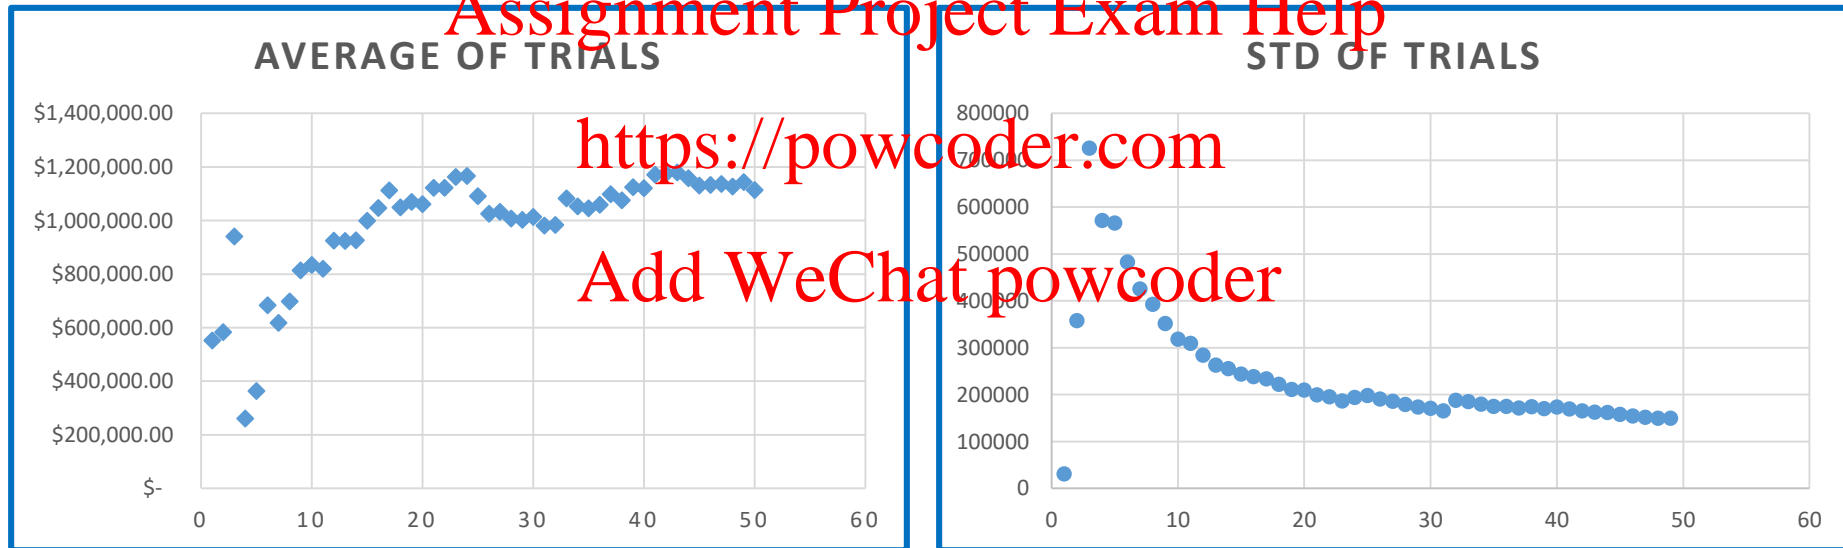 Assignment Project Exam Help
AVERAGE OF TRIALS
$1,400,000.00
$1,200,000.00
$1,000,000.00
$800,000.00
$600,000.00
$400,000.00
$200,000.00
$-
0 10 20 30 40 50 60
STD OF TRIALS
800000
700000
600000
500000
400000
300000
200000
100000
0
0 10 20 30 40 50 60
https://powcoder.com
Add WeChat powcoder